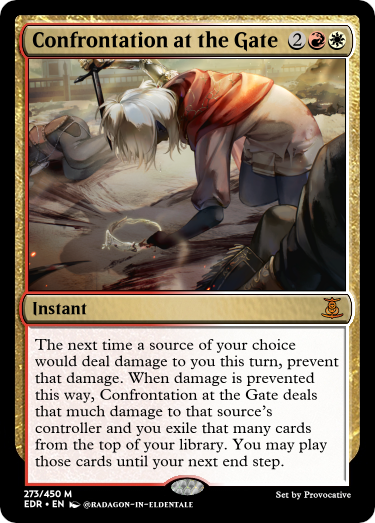 Confrontation at the Gate 2
Instant
The next time a source of your choice
would deal damage to you this turn, prevent
that damage. When damage is prevented
this way, Confrontation at the Gate deals
that much damage to that source's
controller and you exile that many cards
from the top of your library. You may play
those cards until your next end step.
273/450 M
EDR • EN @RADAGON-IN-ELDENTALE
Set by Provocative